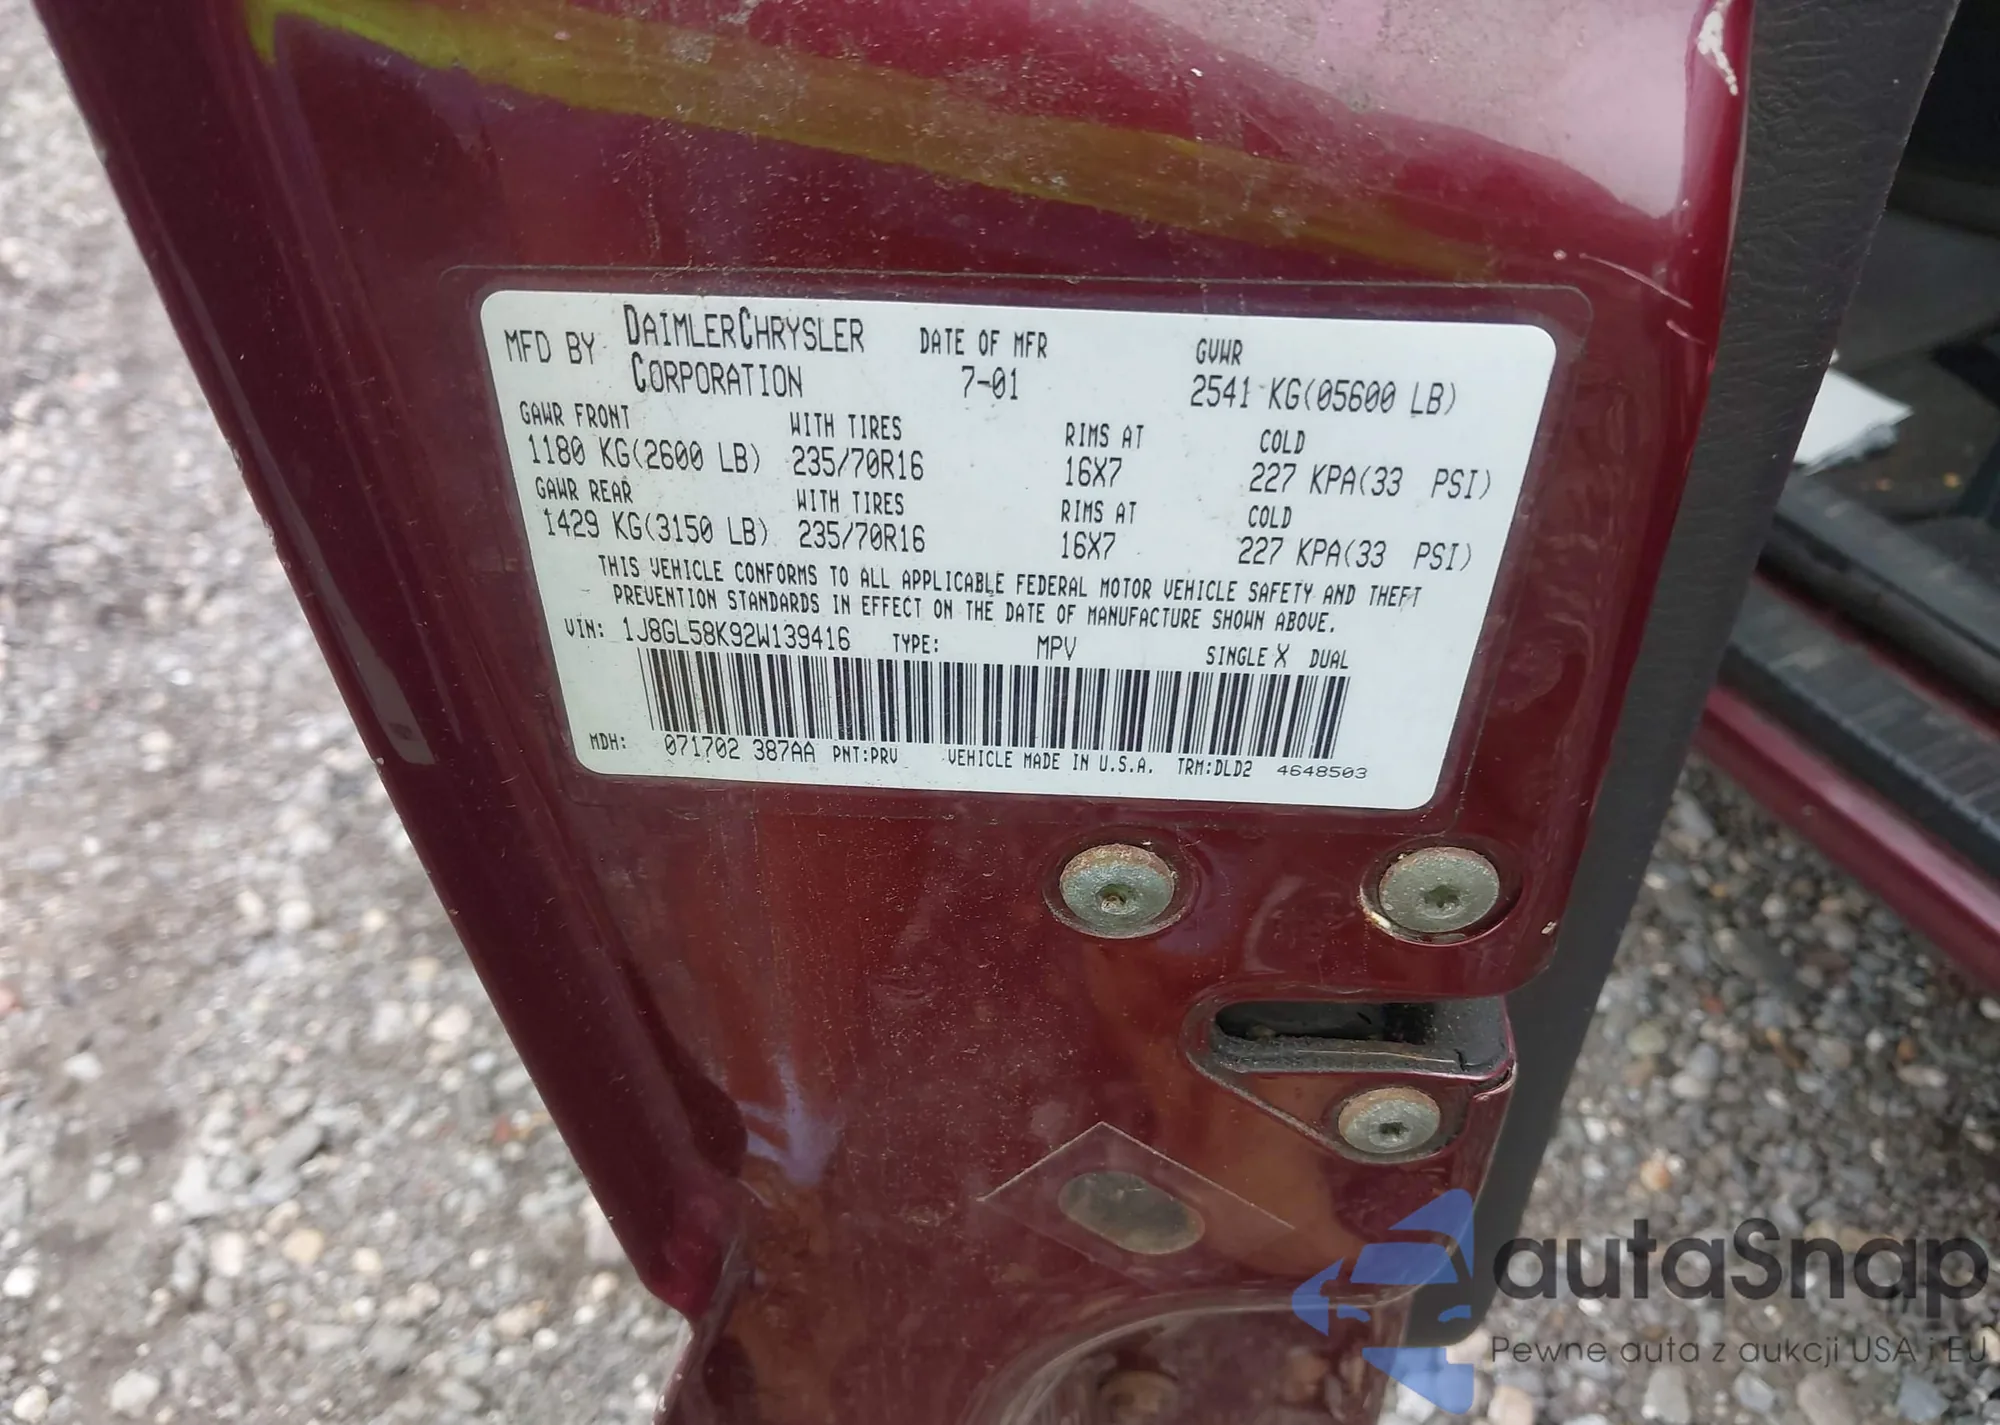 MFD BY DAIMLERCHRYSLER CORPORATION DATE OF MFR 7-01 GVWR 2541 KG(05600 LB)
GAWR FRONT WITH TIRES RIMS AT COLD
1180 KG(2600 LB) 235/70R16 16X7 227 KPA(33 PSI)
GAWR REAR WITH TIRES RIMS AT COLD
1429 KG(3150 LB) 235/70R16 16X7 227 KPA(33 PSI)
THIS VEHICLE CONFORMS TO ALL APPLICABLE FEDERAL MOTOR VEHICLE SAFETY AND THEFT
PREVENTION STANDARDS IN EFFECT ON THE DATE OF MANUFACTURE SHOWN ABOVE.
VIN: 1J8GL58K92W139416 TYPE: MPV SINGLE X DUAL
MDH: 071702 387AA PNT:PRV VEHICLE MADE IN U.S.A. TRM:DLD2 4648503
autaSnap
Pewne auta z aukcji USA i EU